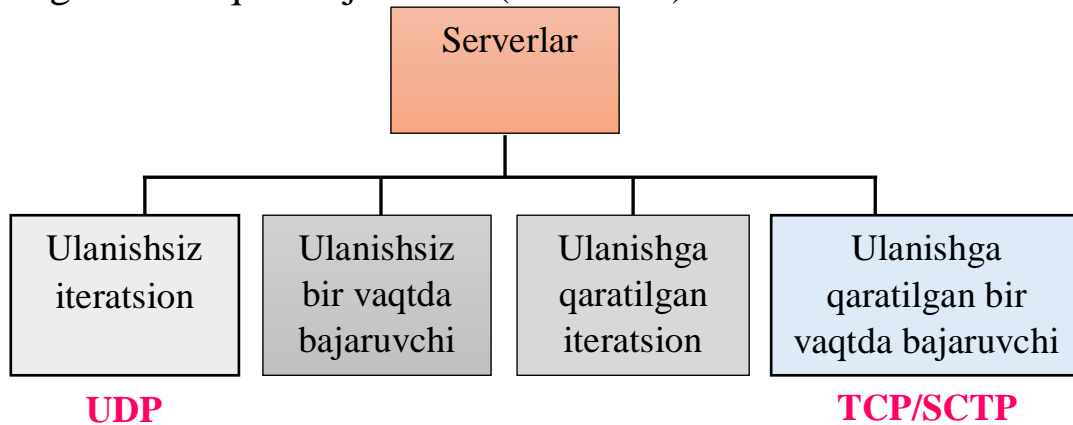 Serverlar
Ulanishsiz
iteratsion
Ulanishsiz
bir vaqtda
bajaruvchi
Ulanishga
qaratilgan
iteratsion
Ulanishga
qaratilgan bir
vaqtda bajaruvchi
UDP
TCP/SCTP